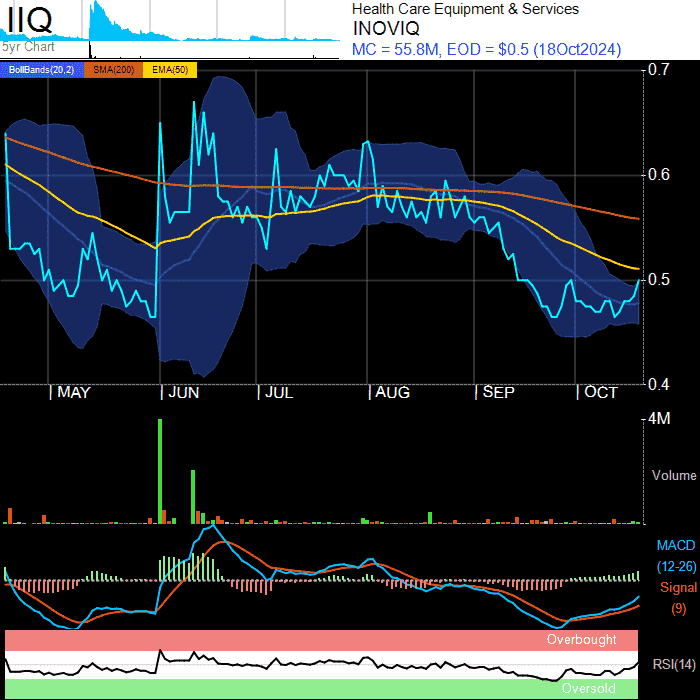 IIQ
5yr Chart
Health Care Equipment & Services
INOVIQ
MC = 55.8M, EOD = $0.5 (18Oct2024)
BollBands(20,2) SMA(200) EMA(50)
0.7
0.6
0.5
0.4
| MAY | JUN | JUL | AUG | SEP | OCT
4M
Volume
MACD
(12-26)
Signal
(9)
Overbought
RSI(14)
Oversold